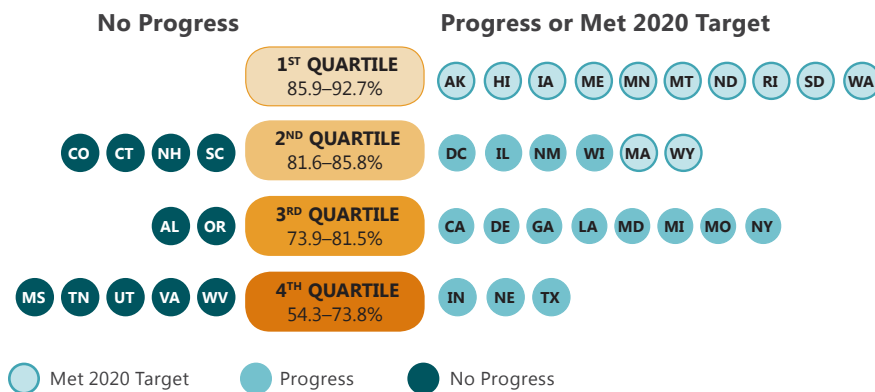 No Progress Progress or Met 2020 Target
1ST QUARTILE
85.9–92.7%
AK HI IA ME MN MT ND RI SD WA
CO CT NH SC
2ND QUARTILE
81.6–85.8%
DC IL NM WI MA WY
AL OR
3RD QUARTILE
73.9–81.5%
CA DE GA LA MD MI MO NY
MS TN UT VA WV
4TH QUARTILE
54.3–73.8%
IN NE TX
Met 2020 Target Progress No Progress